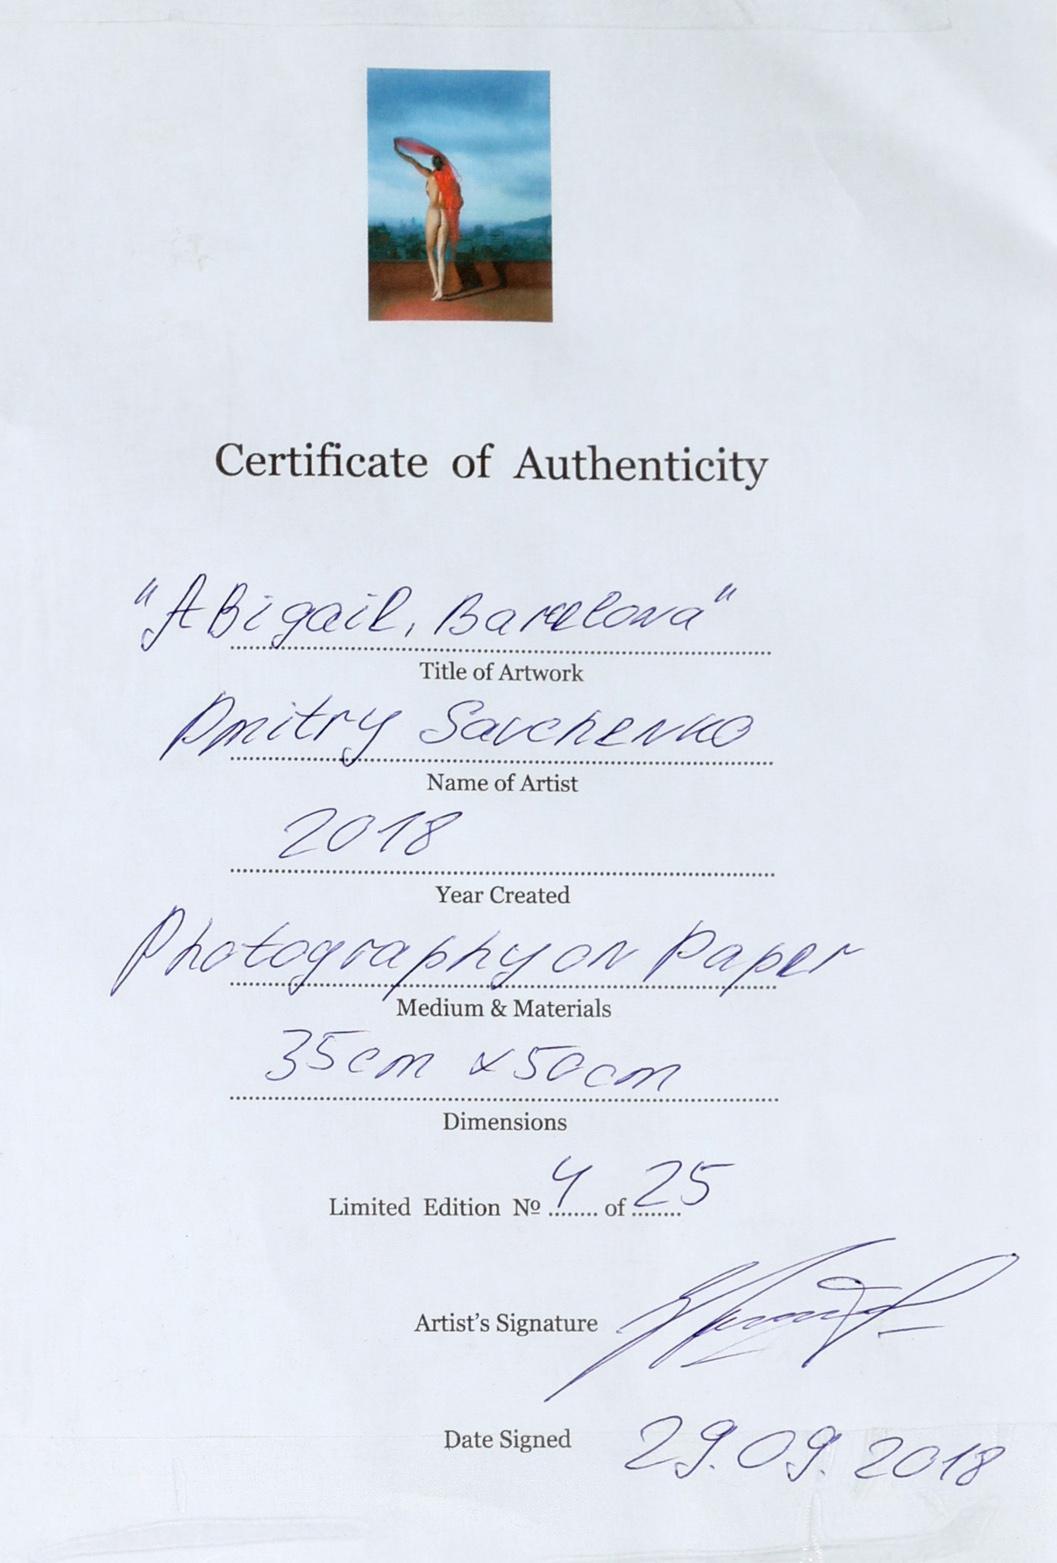 Certificate of Authenticity
"Abigail, Barcelona"
Title of Artwork
Dmitry Savchenko
Name of Artist
2018
Year Created
Photography on Paper
Medium & Materials
35cm x 50cm
Dimensions
Limited Edition Nº 4 of 25
Artist's Signature
Date Signed 29.09.2018